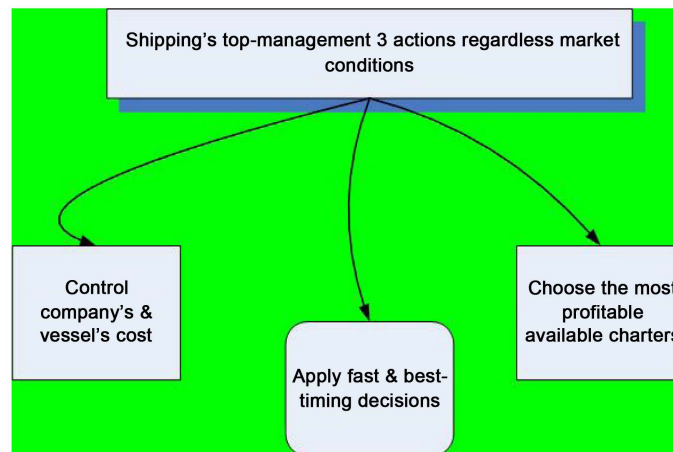 Shipping's top-management 3 actions regardless market
conditions
Control
company's &
vessel's cost
Apply fast & best-
timing decisions
Choose the most
profitable
available charters